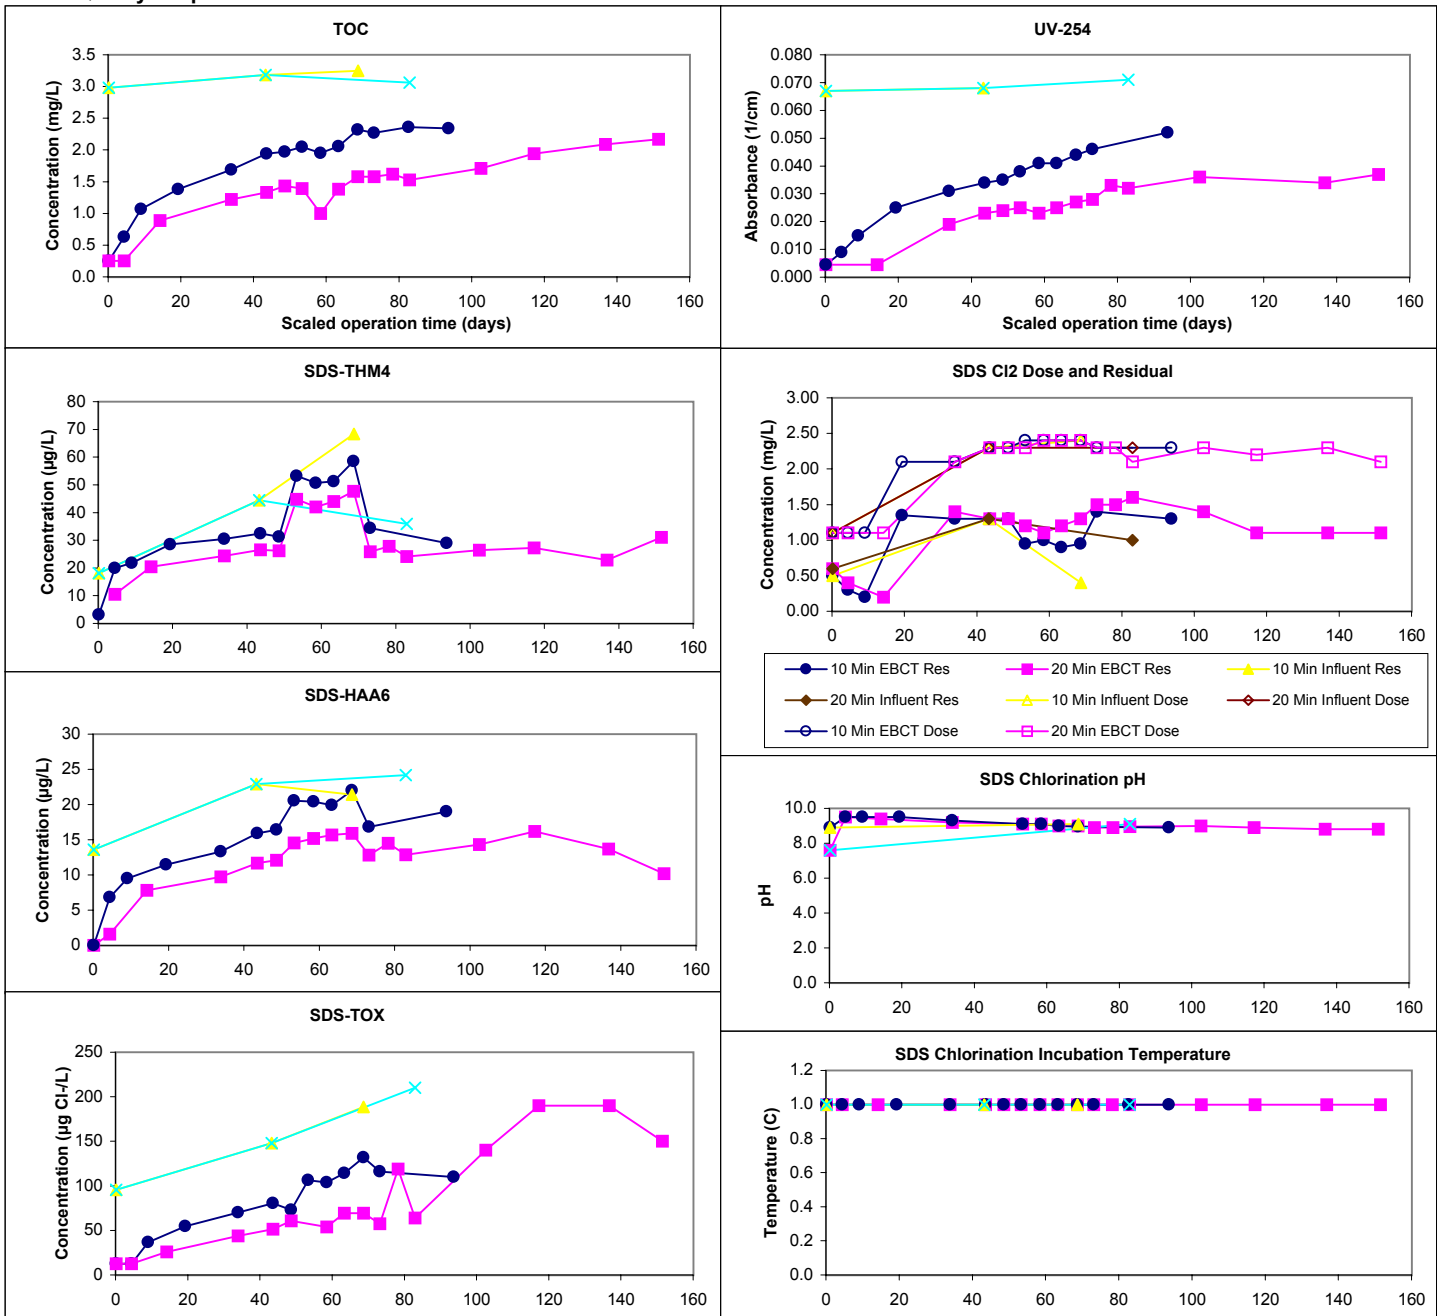 TOC
Concentration (mg/L)
3.5
3.0
2.5
2.0
1.5
1.0
0.5
0.0
0 20 40 60 80 100 120 140 160
Scaled operation time (days)
UV-254
Absorbance (1/cm)
0.080
0.070
0.060
0.050
0.040
0.030
0.020
0.010
0.000
0 20 40 60 80 100 120 140 160
Scaled operation time (days)
SDS-THM4
Concentration (µg/L)
80
70
60
50
40
30
20
10
0
0 20 40 60 80 100 120 140 160
SDS Cl2 Dose and Residual
Concentration (mg/L)
3.00
2.50
2.00
1.50
1.00
0.50
0.00
0 20 40 60 80 100 120 140 160
10 Min EBCT Res 20 Min EBCT Res 10 Min Influent Res
20 Min Influent Res 10 Min Influent Dose 20 Min Influent Dose
10 Min EBCT Dose 20 Min EBCT Dose
SDS-HAA6
Concentration (µg/L)
30
25
20
15
10
5
0
0 20 40 60 80 100 120 140 160
SDS Chlorination pH
pH
10.0
8.0
6.0
4.0
2.0
0.0
0 20 40 60 80 100 120 140 160
SDS-TOX
Concentration (µg Cl-/L)
250
200
150
100
50
0
0 20 40 60 80 100 120 140 160
SDS Chlorination Incubation Temperature
Temperature (C)
1.2
1.0
0.8
0.6
0.4
0.2
0.0
0 20 40 60 80 100 120 140 160